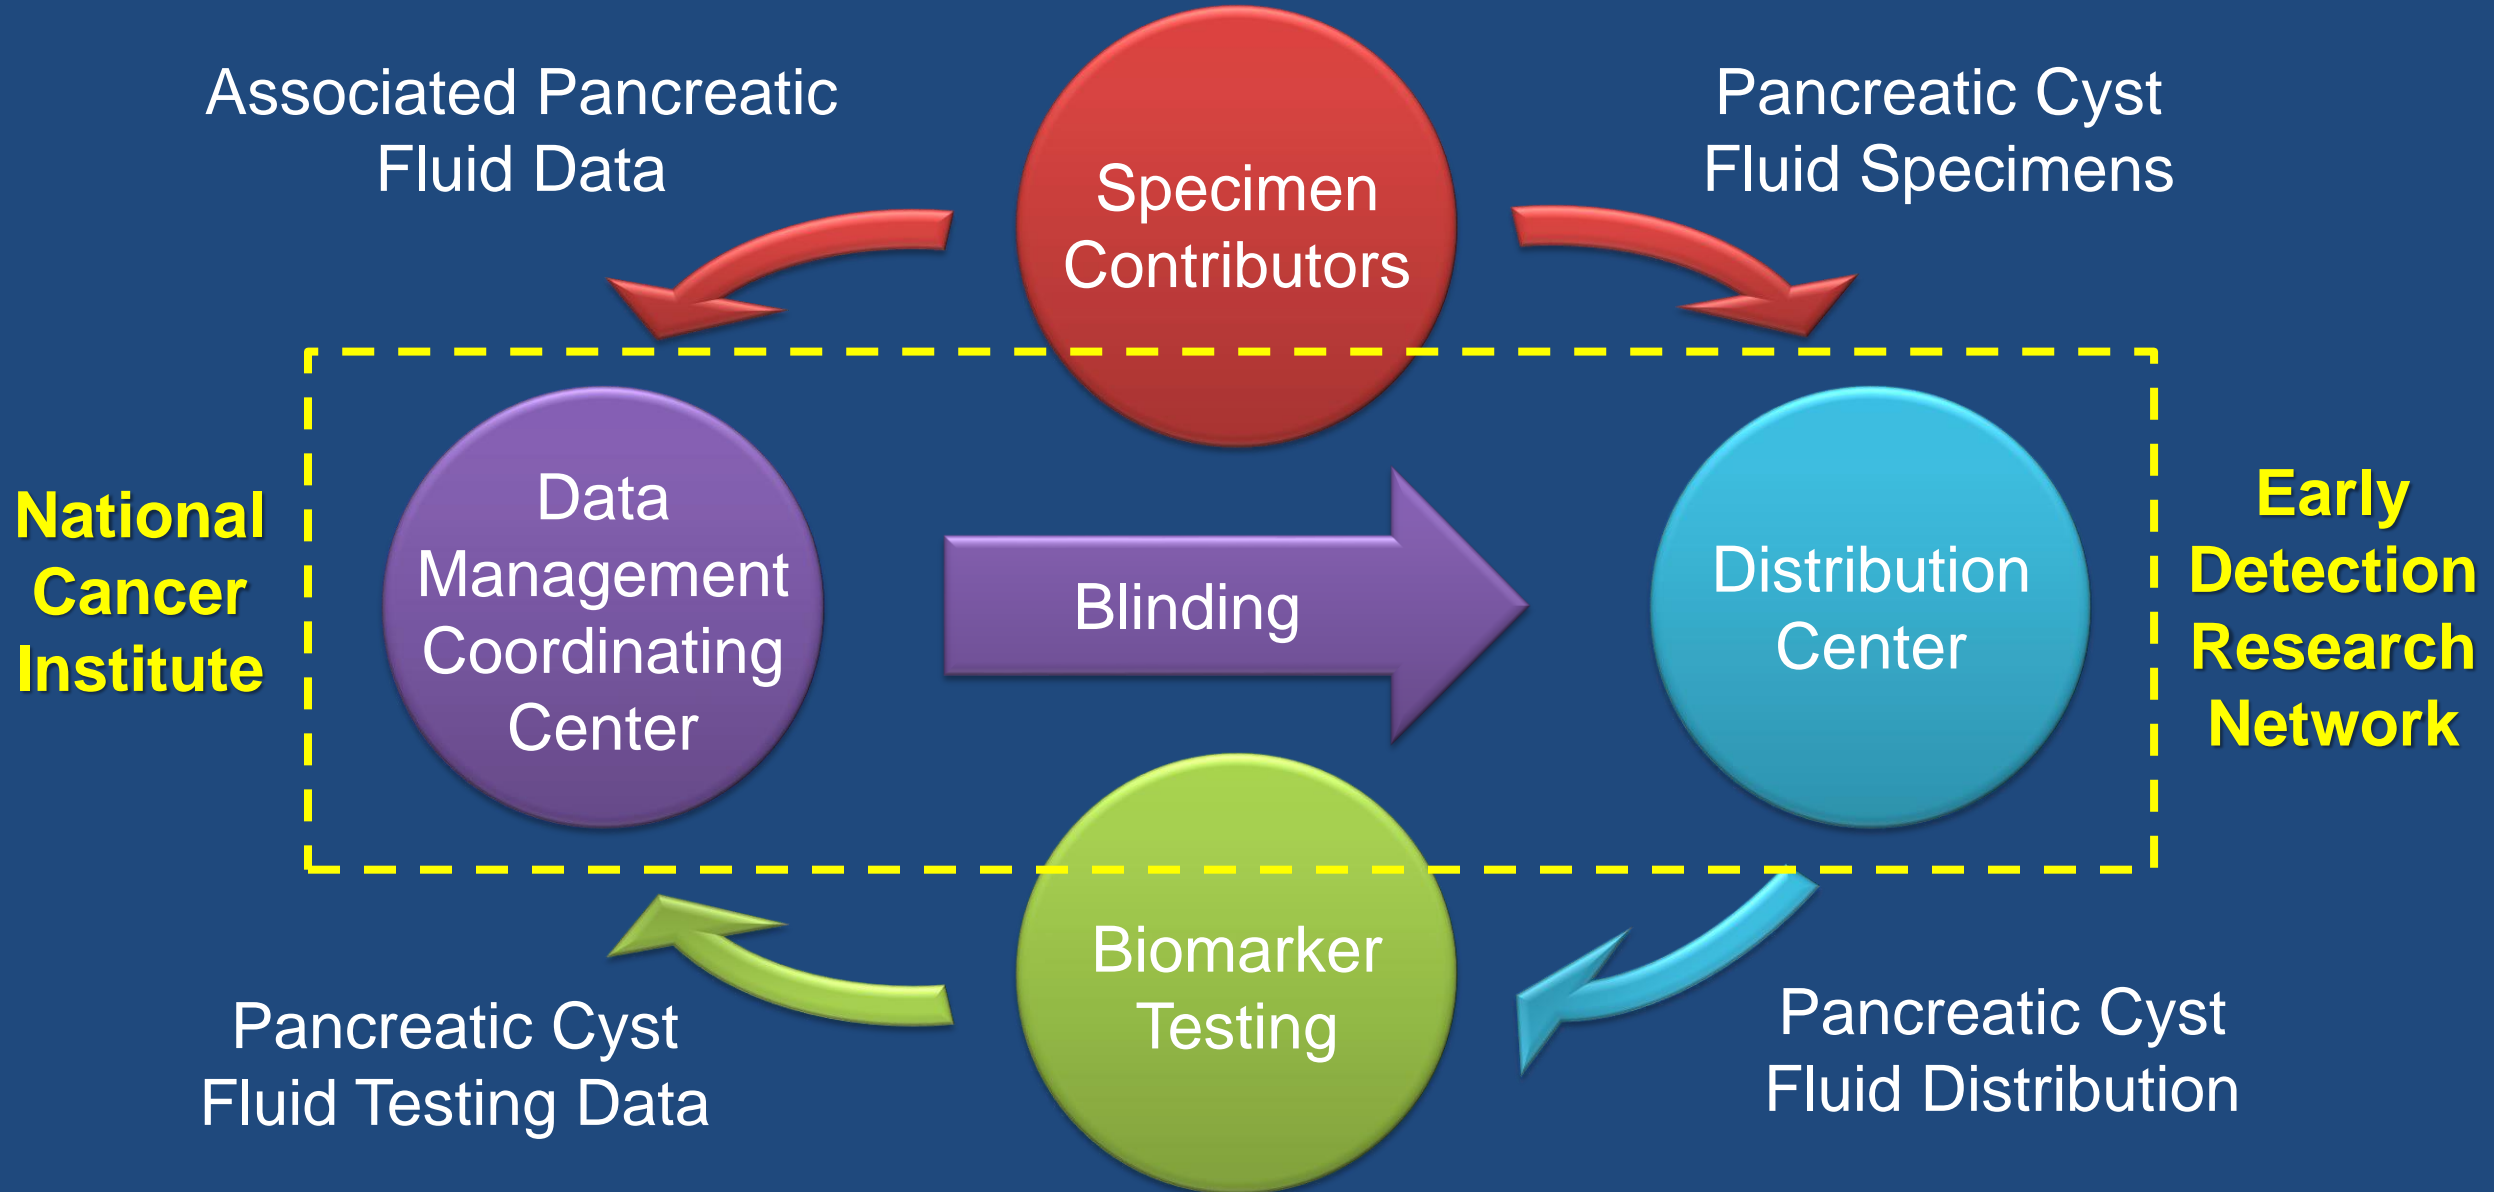 Associated Pancreatic
Fluid Data
Specimen
Contributors
Pancreatic Cyst
Fluid Specimens
National
Cancer
Institute
Data
Management
Coordinating
Center
Blinding
Distribution
Center
Early
Detection
Research
Network
Pancreatic Cyst
Fluid Testing Data
Biomarker
Testing
Pancreatic Cyst
Fluid Distribution